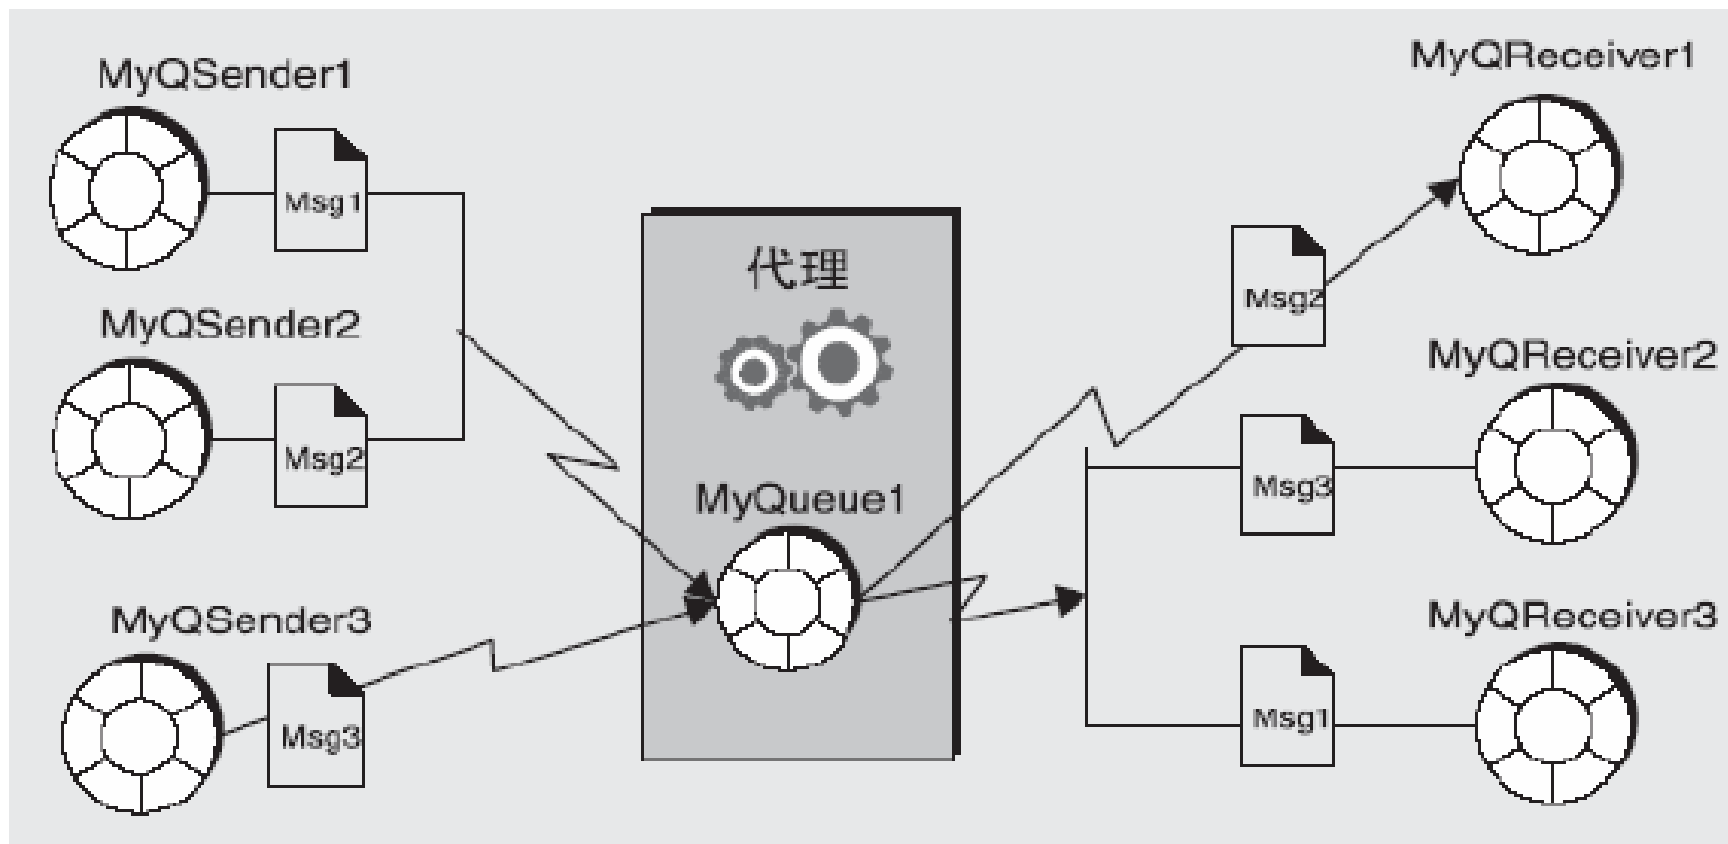 MyQSender1
Msg1
MyQSender2
Msg2
MyQSender3
Msg3
代理
MyQueue1
MyQReceiver1
Msg2
MyQReceiver2
Msg3
MyQReceiver3
Msg1